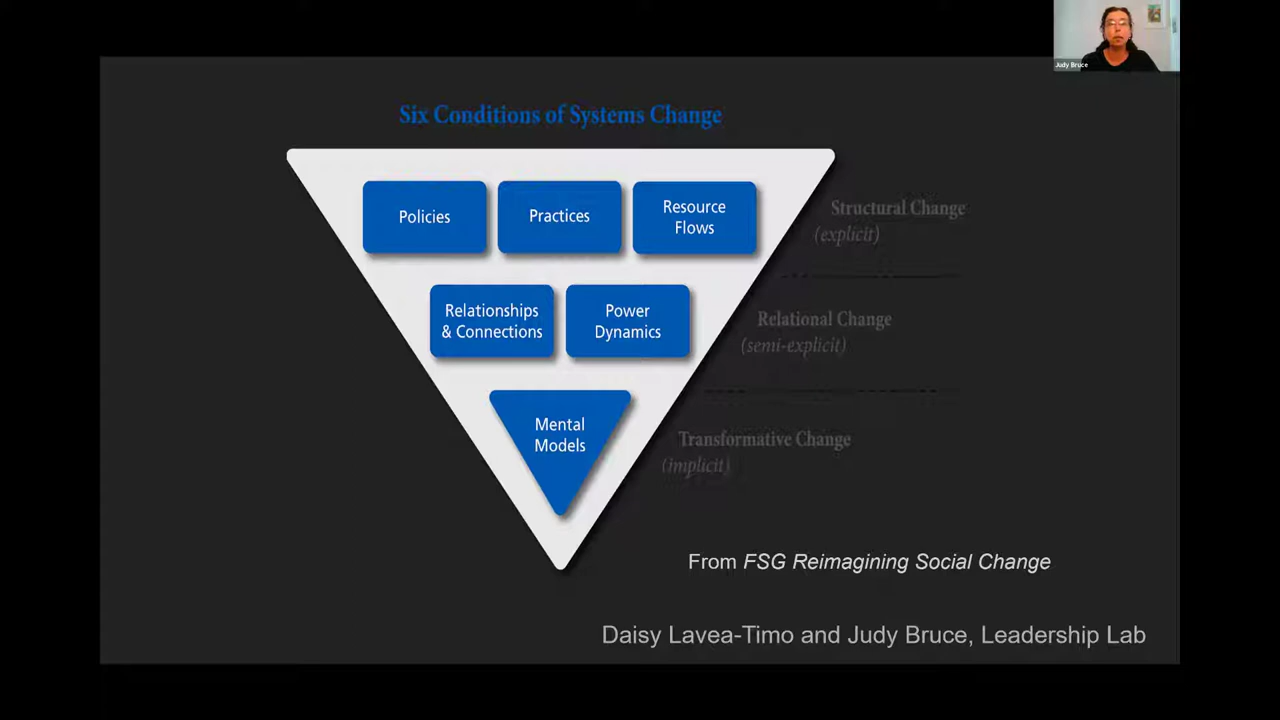 Judy Bruce
Six Conditions of Systems Change
Policies
Practices
Resource
Flows
Structural Change
(explicit)
Relationships
& Connections
Power
Dynamics
Relational Change
(semi-explicit)
Mental
Models
Transformative Change
(implicit)
From FSG Reimagining Social Change
Daisy Lavea-Timo and Judy Bruce, Leadership Lab